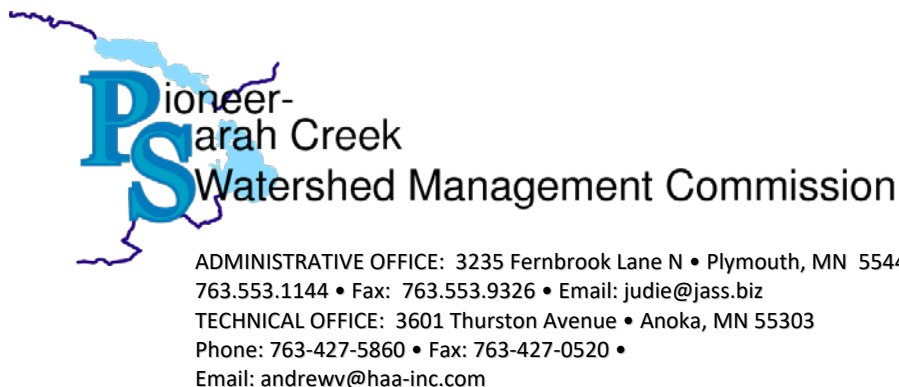 Pioneer-
Sarah Creek
Watershed Management Commission
ADMINISTRATIVE OFFICE: 3235 Fernbrook Lane N • Plymouth, MN 5544
763.553.1144 • Fax: 763.553.9326 • Email: judie@jass.biz
TECHNICAL OFFICE: 3601 Thurston Avenue • Anoka, MN 55303
Phone: 763-427-5860 • Fax: 763-427-0520 •
Email: andrewv@haa-inc.com